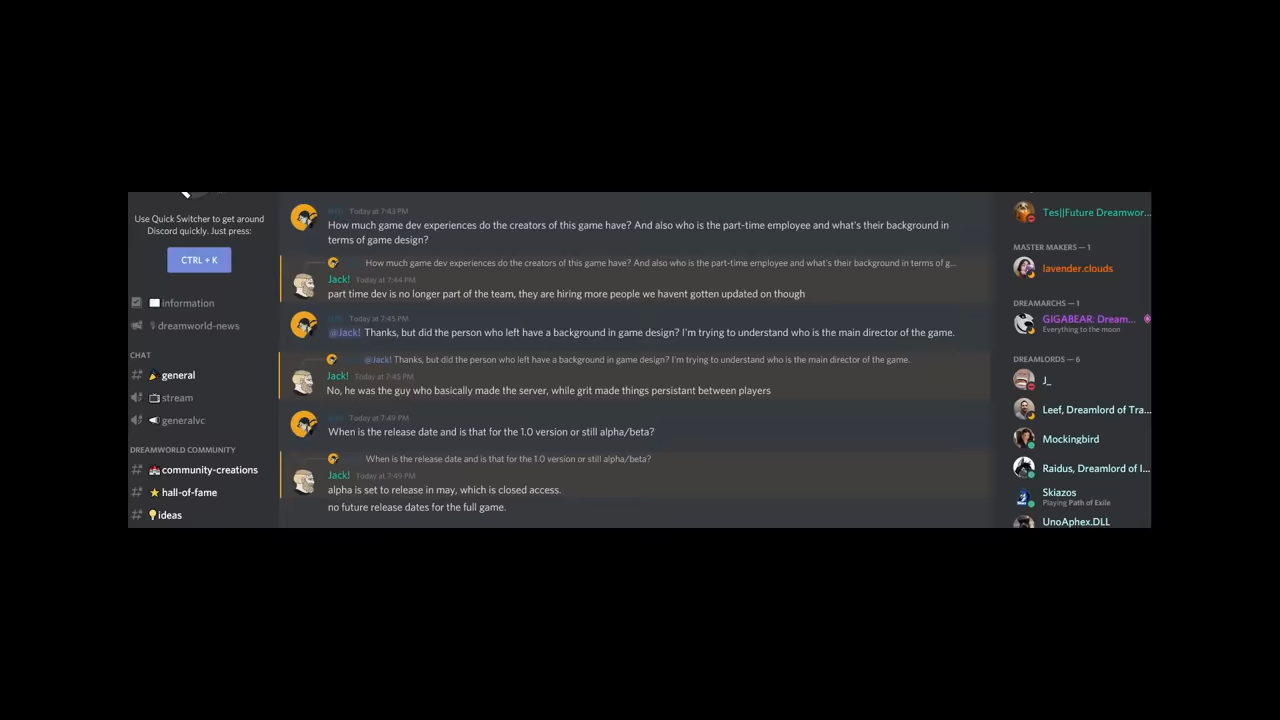 Use Quick Switcher to get around
Discord quickly. Just press:
CTRL + K
information
dreamworld-news
CHAT
general
stream
generalvc
DREAMWORLD COMMUNITY
community-creations
hall-of-fame
ideas
Today at 7:43 PM
How much game dev experiences do the creators of this game have? And also who is the part-time employee and what's their background in
terms of game design?
How much game dev experiences do the creators of this game have? And also who is the part-time employee and what's their background in terms of g...
Jack! Today at 7:44 PM
part time dev is no longer part of the team, they are hiring more people we havent gotten updated on though
Today at 7:45 PM
@Jack! Thanks, but did the person who left have a background in game design? I'm trying to understand who is the main director of the game.
@Jack! Thanks, but did the person who left have a background in game design? I'm trying to understand who is the main director of the game.
Jack! Today at 7:45 PM
No, he was the guy who basically made the server, while grit made things persistant between players
Today at 7:49 PM
When is the release date and is that for the 1.0 version or still alpha/beta?
When is the release date and is that for the 1.0 version or still alpha/beta?
Jack! Today at 7:49 PM
alpha is set to release in may, which is closed access.
no future release dates for the full game.
Tes||Future Dreamwor...
MASTER MAKERS — 1
lavender.clouds
DREAMARCHS — 1
GIGABEAR: Dream...
Everything to the moon
DREAMLORDS — 6
J_
Leef, Dreamlord of Tra...
Mockingbird
Raidus, Dreamlord of I...
Skiazos
Playing Path of Exile
UnoAphex.DLL